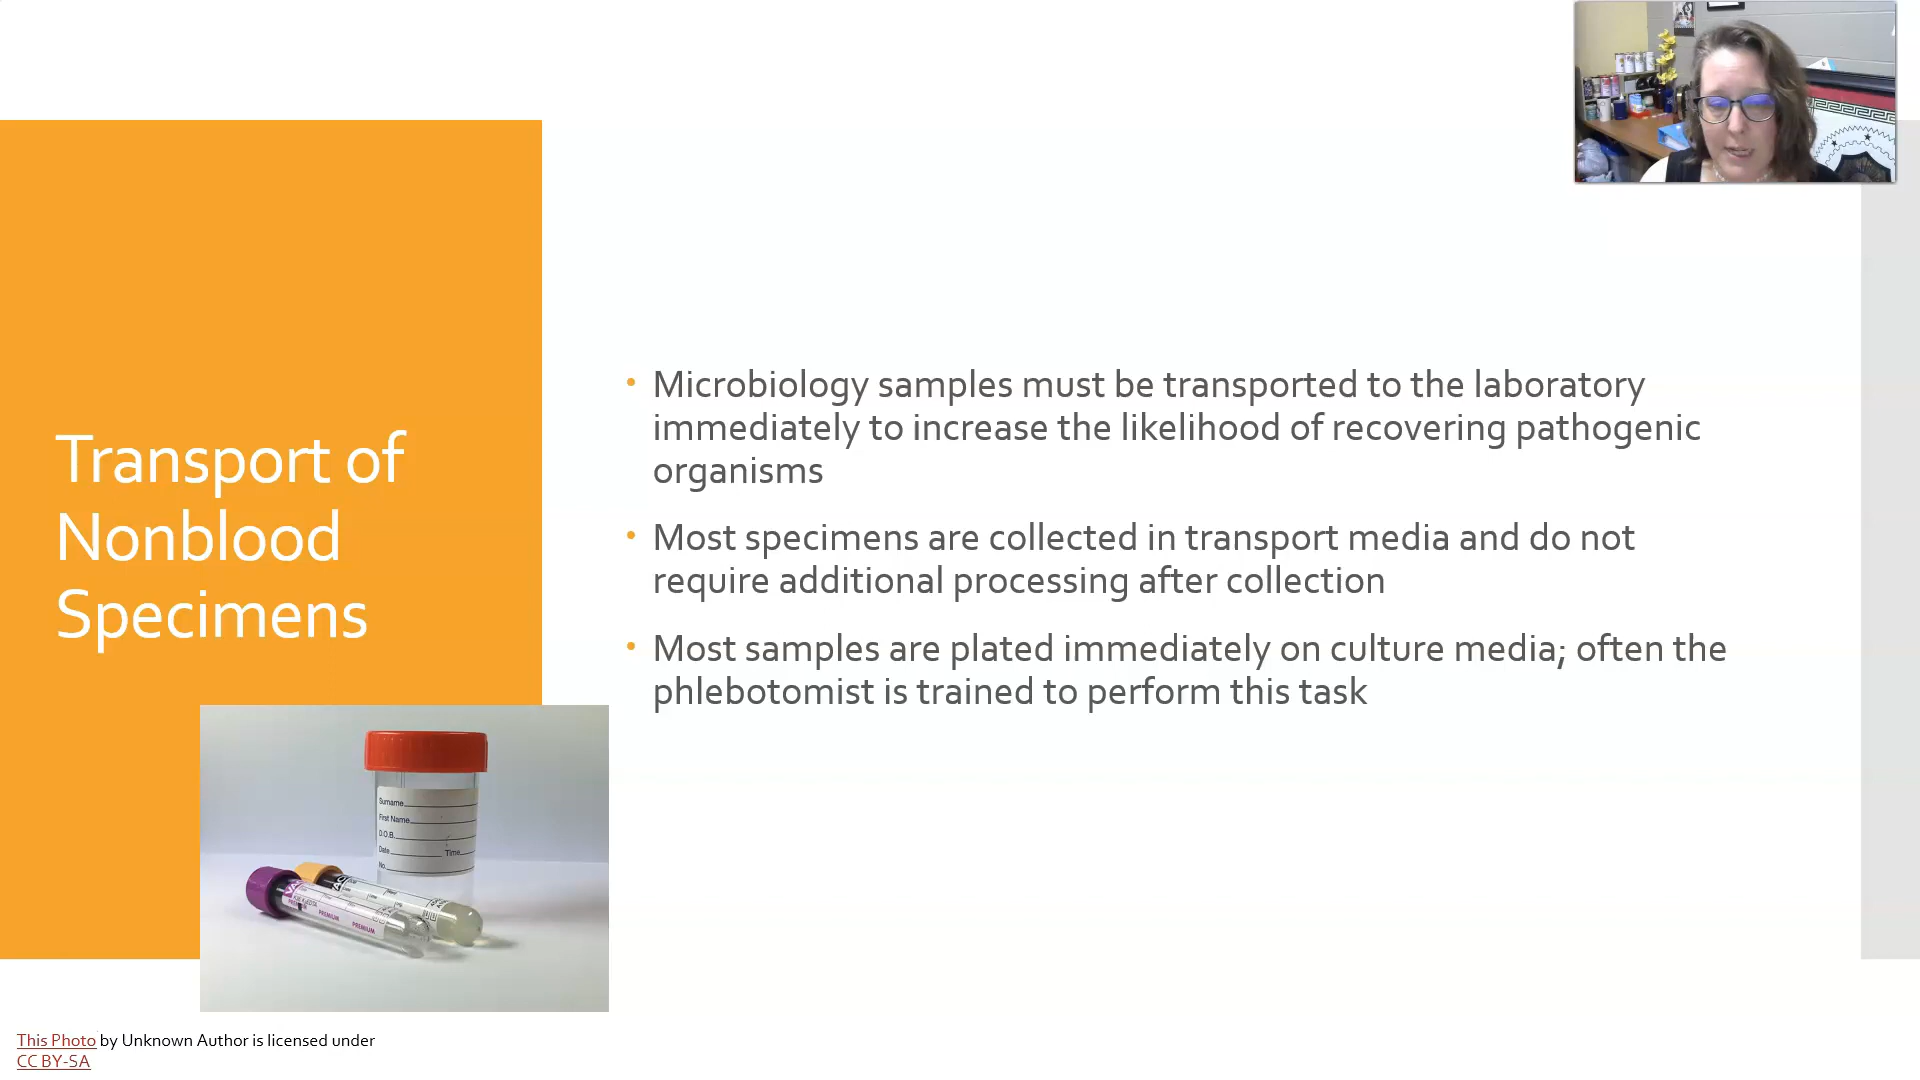 Transport of
Nonblood
Specimens
• Microbiology samples must be transported to the laboratory
immediately to increase the likelihood of recovering pathogenic
organisms
• Most specimens are collected in transport media and do not
require additional processing after collection
• Most samples are plated immediately on culture media; often the
phlebotomist is trained to perform this task
Surname
First Name
D.O.B.
Date Time
No.
PREMIUM
PREMIUM
This Photo by Unknown Author is licensed under
CC BY-SA